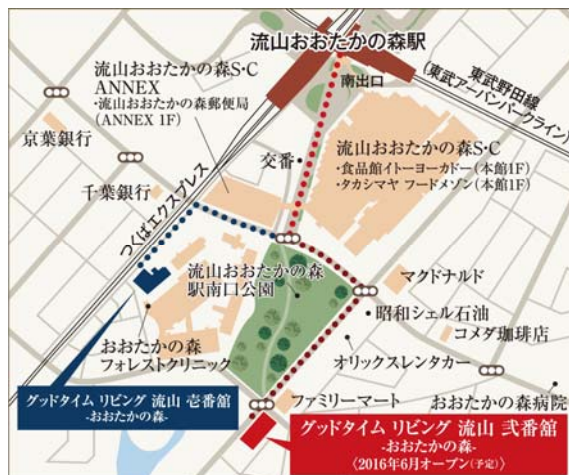 流山おおたかの森駅
南出口
東武野田線
(東武アーバンパークライン)
流山おおたかの森S・C
ANNEX
・流山おおたかの森郵便局
(ANNEX 1F)
京葉銀行
千葉銀行
つくばエクスプレス
交番
流山おおたかの森S・C
・食品館イトーヨーカドー(本館1F)
・タカシマヤ フードメゾン(本館1F)
流山おおたかの森
駅南口公園
マクドナルド
昭和シェル石油
コメダ珈琲店
オリックスレンタカー
おおたかの森
フォレストクリニック
ファミリーマート
おおたかの森病院
グッドタイム リビング 流山 壱番館
-おおたかの森-
グッドタイム リビング 流山 弐番館
-おおたかの森-
〈2016年6月オープン(予定)〉